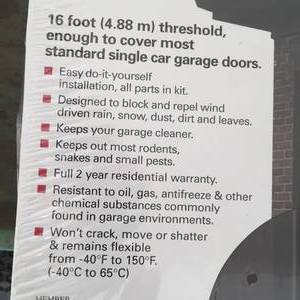 16 foot (4.88 m) threshold,
enough to cover most
standard single car garage doors.
Easy do-it-yourself
installation, all parts in kit.
Designed to block and repel wind
driven rain, snow, dust, dirt and leaves.
Keeps your garage cleaner.
Keeps out most rodents,
snakes and small pests.
Full 2 year residential warranty.
Resistant to oil, gas, antifreeze & other
chemical substances commonly
found in garage environments.
Won't crack, move or shatter
& remains flexible
from -40°F to 150°F.
(-40°C to 65°C)
MEMBER